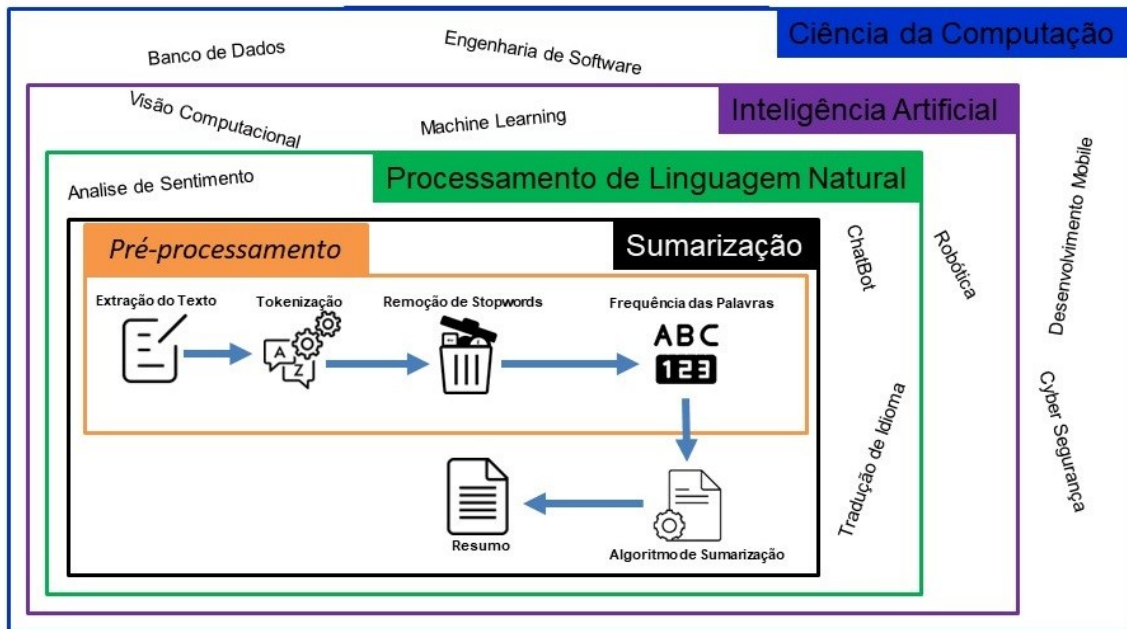 Ciência da Computação
Banco de Dados
Engenharia de Software
Inteligência Artificial
Visão Computacional
Machine Learning
Processamento de Linguagem Natural
Analise de Sentimento
Pré-processamento
Sumarização
ChatBot
Robótica
Desenvolvimento Mobile
Extração do Texto
Tokenização
Remoção de Stopwords
Frequência das Palavras
A
Z
ABC
123
Tradução de Idioma
Cyber Segurança
Resumo
Algoritmo de Sumarização